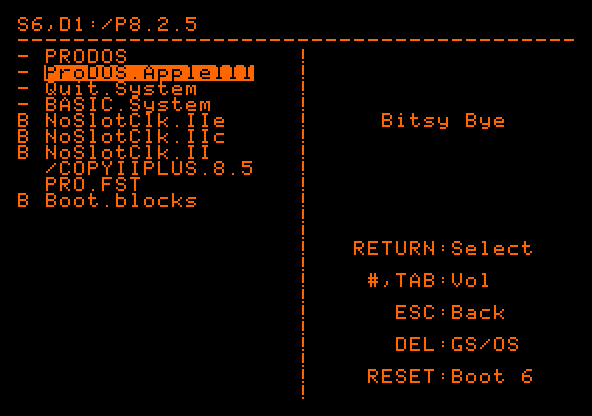 S6,D1:/P8.2.5
- PRODOS
- ProDOS.AppleIII
- Quit.System
- BASIC.System
B NoSlotClk.IIe
B NoSlotClk.IIc
B NoSlotClk.II
/COPYIIPLUS.8.5
PRO.FST
B Boot.blocks
Bitsy Bye
RETURN:Select
#,TAB:Vol
ESC:Back
DEL:GS/OS
RESET:Boot 6